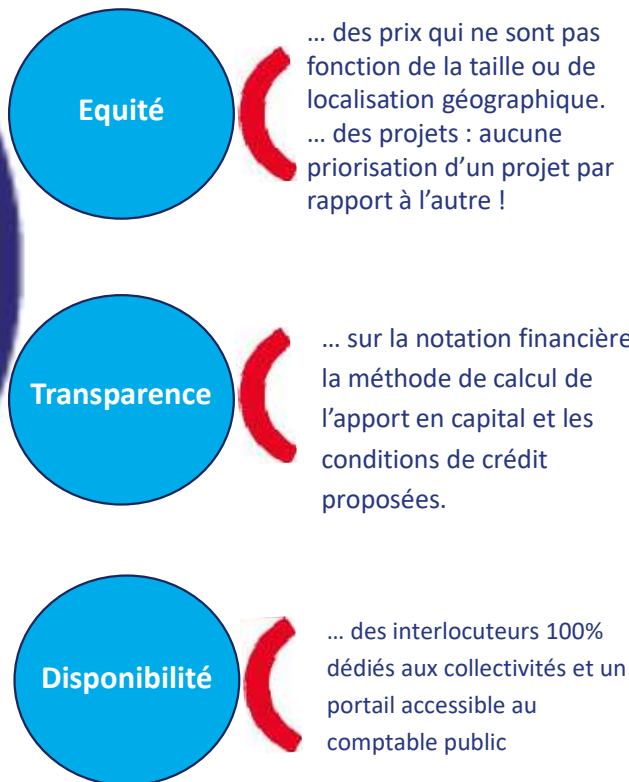 Equité
... des prix qui ne sont pas
fonction de la taille ou de
localisation géographique.
... des projets : aucune
priorisation d'un projet par
rapport à l'autre !
Transparence
... sur la notation financière
la méthode de calcul de
l'apport en capital et les
conditions de crédit
proposées.
Disponibilité
... des interlocuteurs 100%
dédiés aux collectivités et un
portail accessible au
comptable public